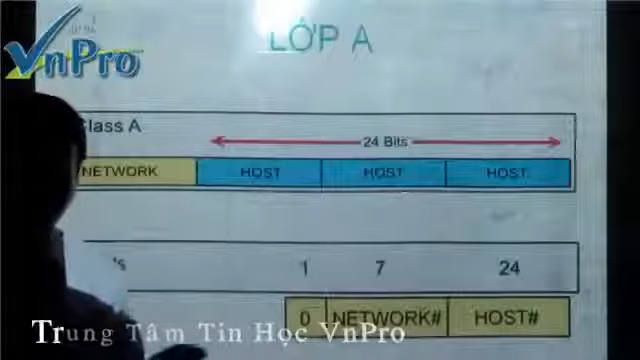 VnPro
LỚP A
Class A
24 Bits
NETWORK HOST HOST HOST
1 7 24
0 NETWORK# HOST#
Trung Tâm Tin Học VnPro